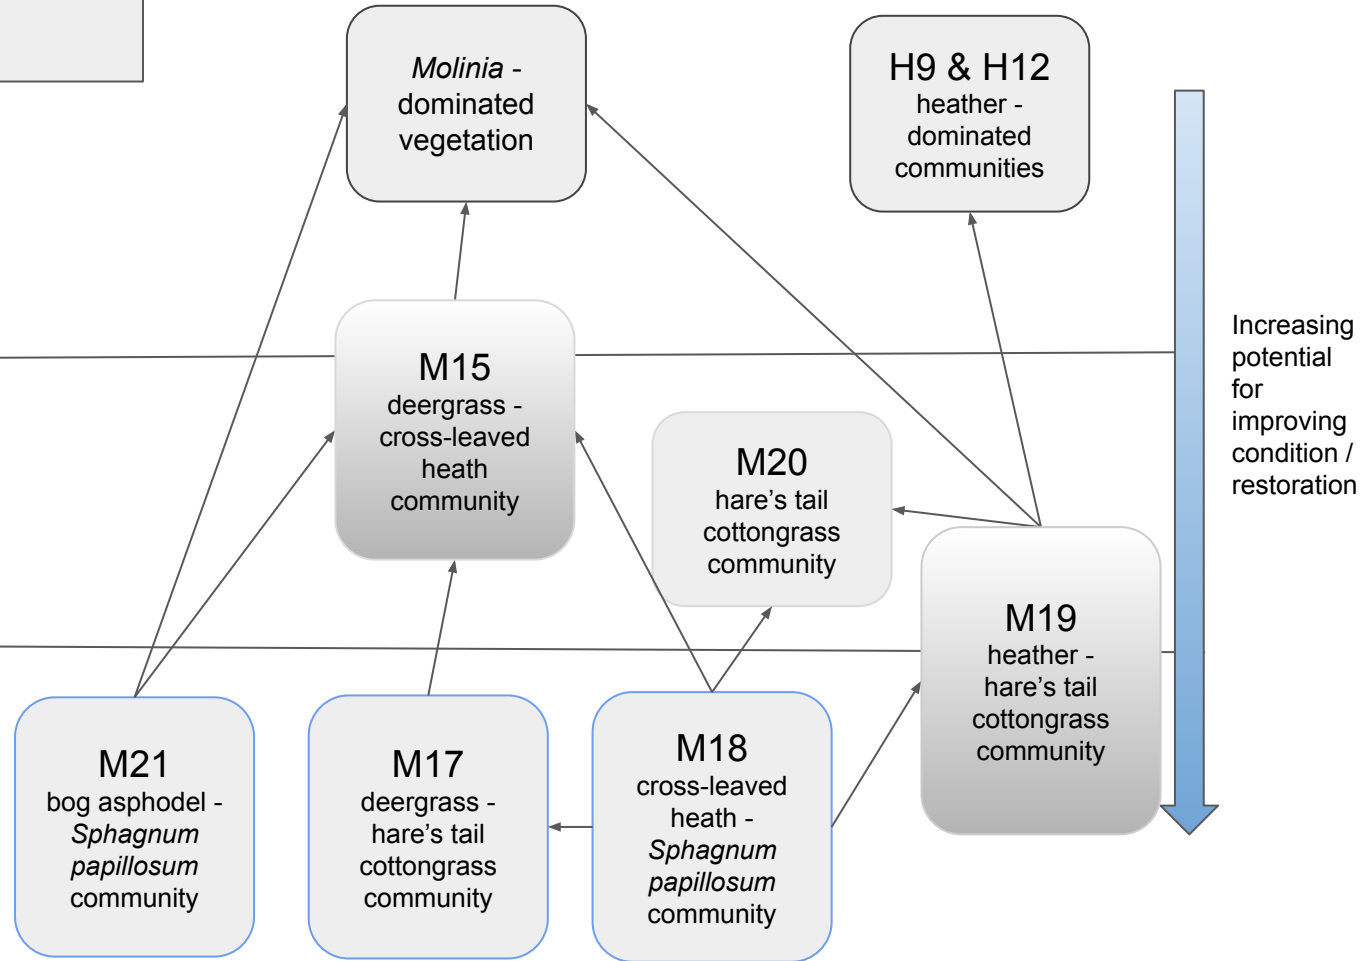 Molinia -
dominated
vegetation
H9 & H12
heather -
dominated
communities
Increasing
potential
for
improving
condition /
restoration
M15
deergrass -
cross-leaved
heath
community
M20
hare's tail
cottongrass
community
M19
heather -
hare's tail
cottongrass
community
M21
bog asphodel -
Sphagnum
papillosum
community
M17
deergrass -
hare's tail
cottongrass
community
M18
cross-leaved
heath -
Sphagnum
papillosum
community